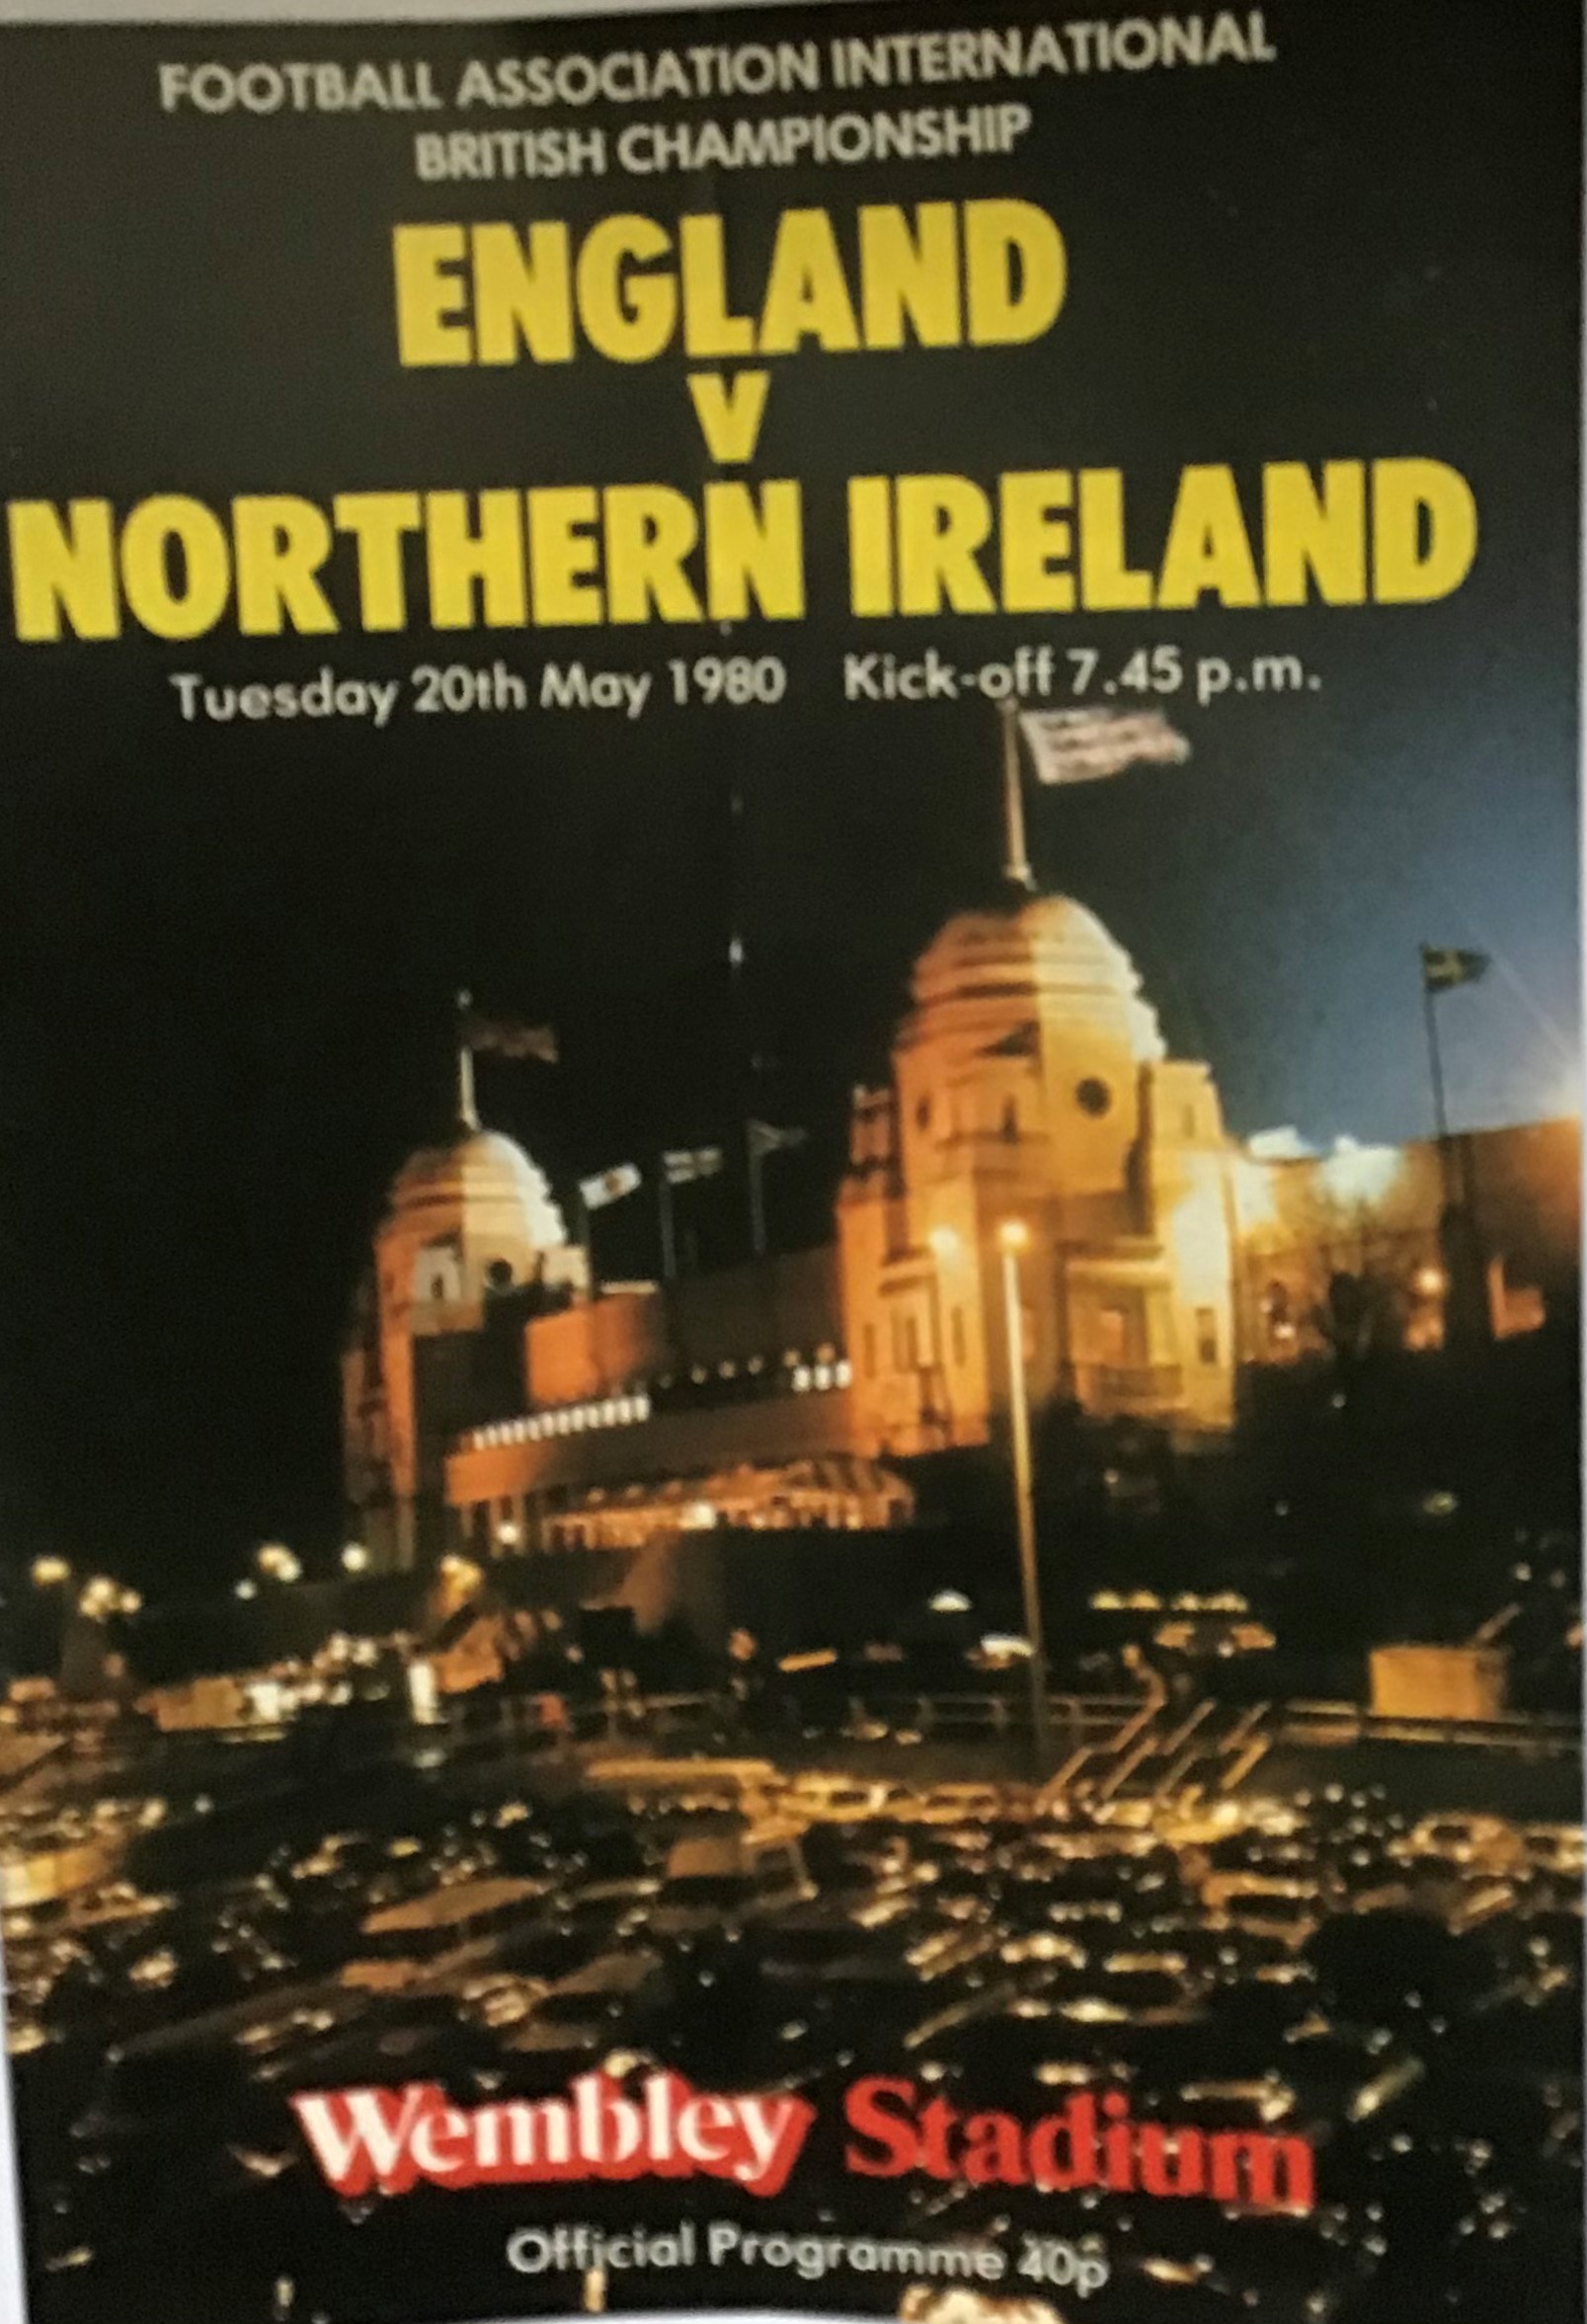 FOOTBALL ASSOCIATION INTERNATIONAL
BRITISH CHAMPIONSHIP
ENGLAND
V
NORTHERN IRELAND
Tuesday 20th May 1980 Kick-off 7.45 p.m.
Wembley Stadium
Official Programme 40p